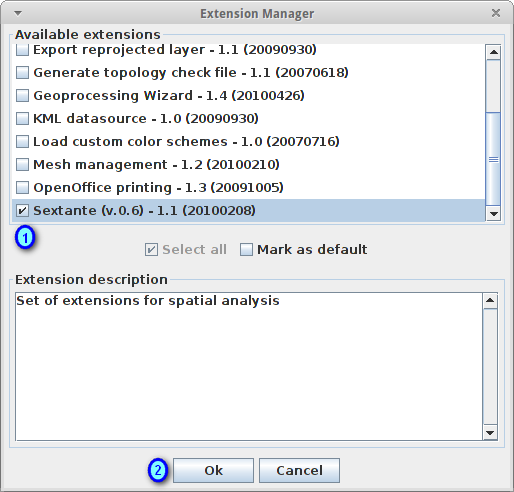 Extension Manager
Available extensions
Export reprojected layer - 1.1 (20090930)
Generate topology check file - 1.1 (20070618)
Geoprocessing Wizard - 1.4 (20100426)
KML datasource - 1.0 (20090930)
Load custom color schemes - 1.0 (20070716)
Mesh management - 1.2 (20100210)
OpenOffice printing - 1.3 (20091005)
Sextante (v.0.6) - 1.1 (20100208)
1
Select all Mark as default
Extension description
Set of extensions for spatial analysis
2 Ok Cancel